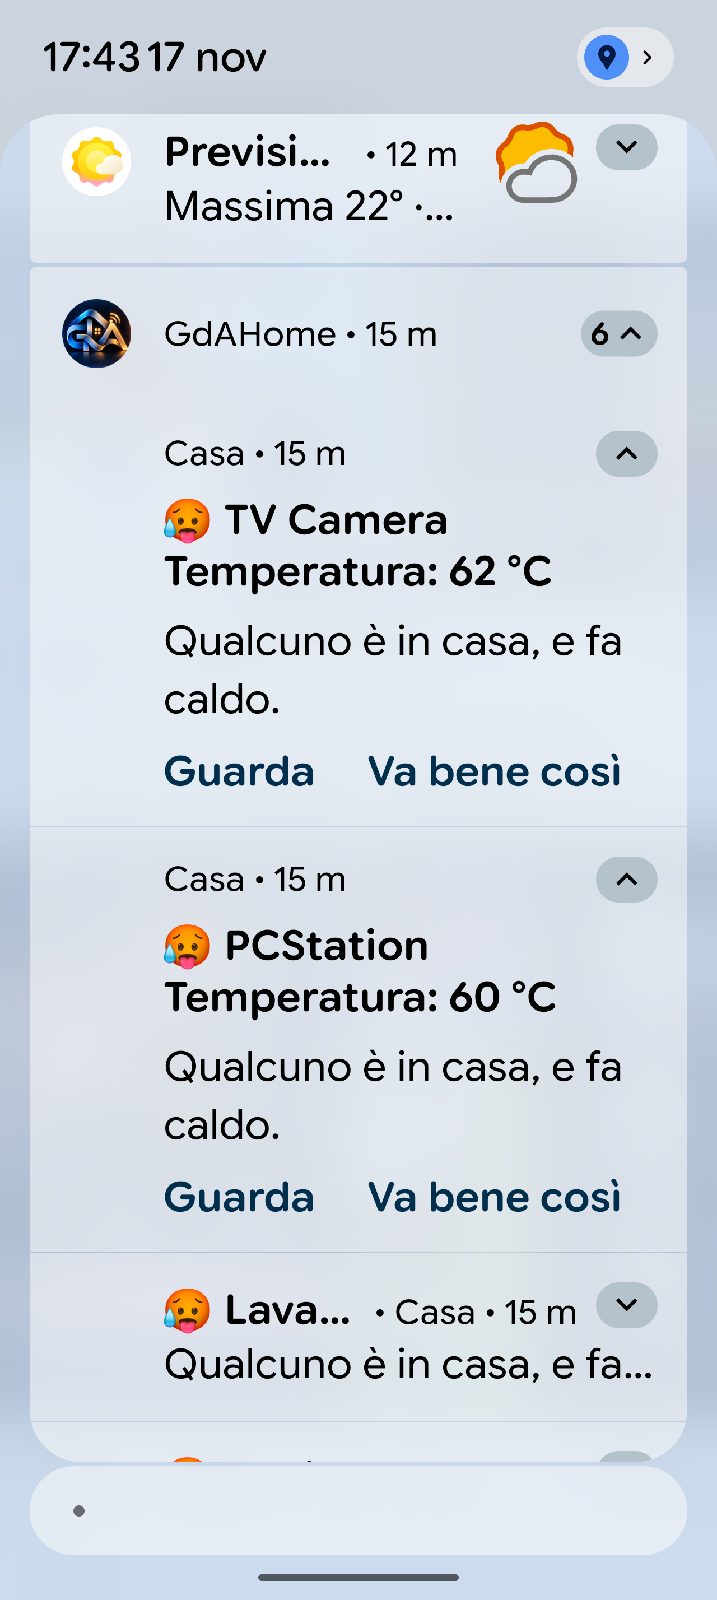 17:43 17 nov
Previsi... • 12 m
Massima 22° ·...
GdAHome • 15 m 6
Casa • 15 m
🥵 TV Camera
Temperatura: 62 °C
Qualcuno è in casa, e fa
caldo.
Guarda Va bene così
Casa • 15 m
🥵 PCStation
Temperatura: 60 °C
Qualcuno è in casa, e fa
caldo.
Guarda Va bene così
🥵 Lava... • Casa • 15 m
Qualcuno è in casa, e fa...